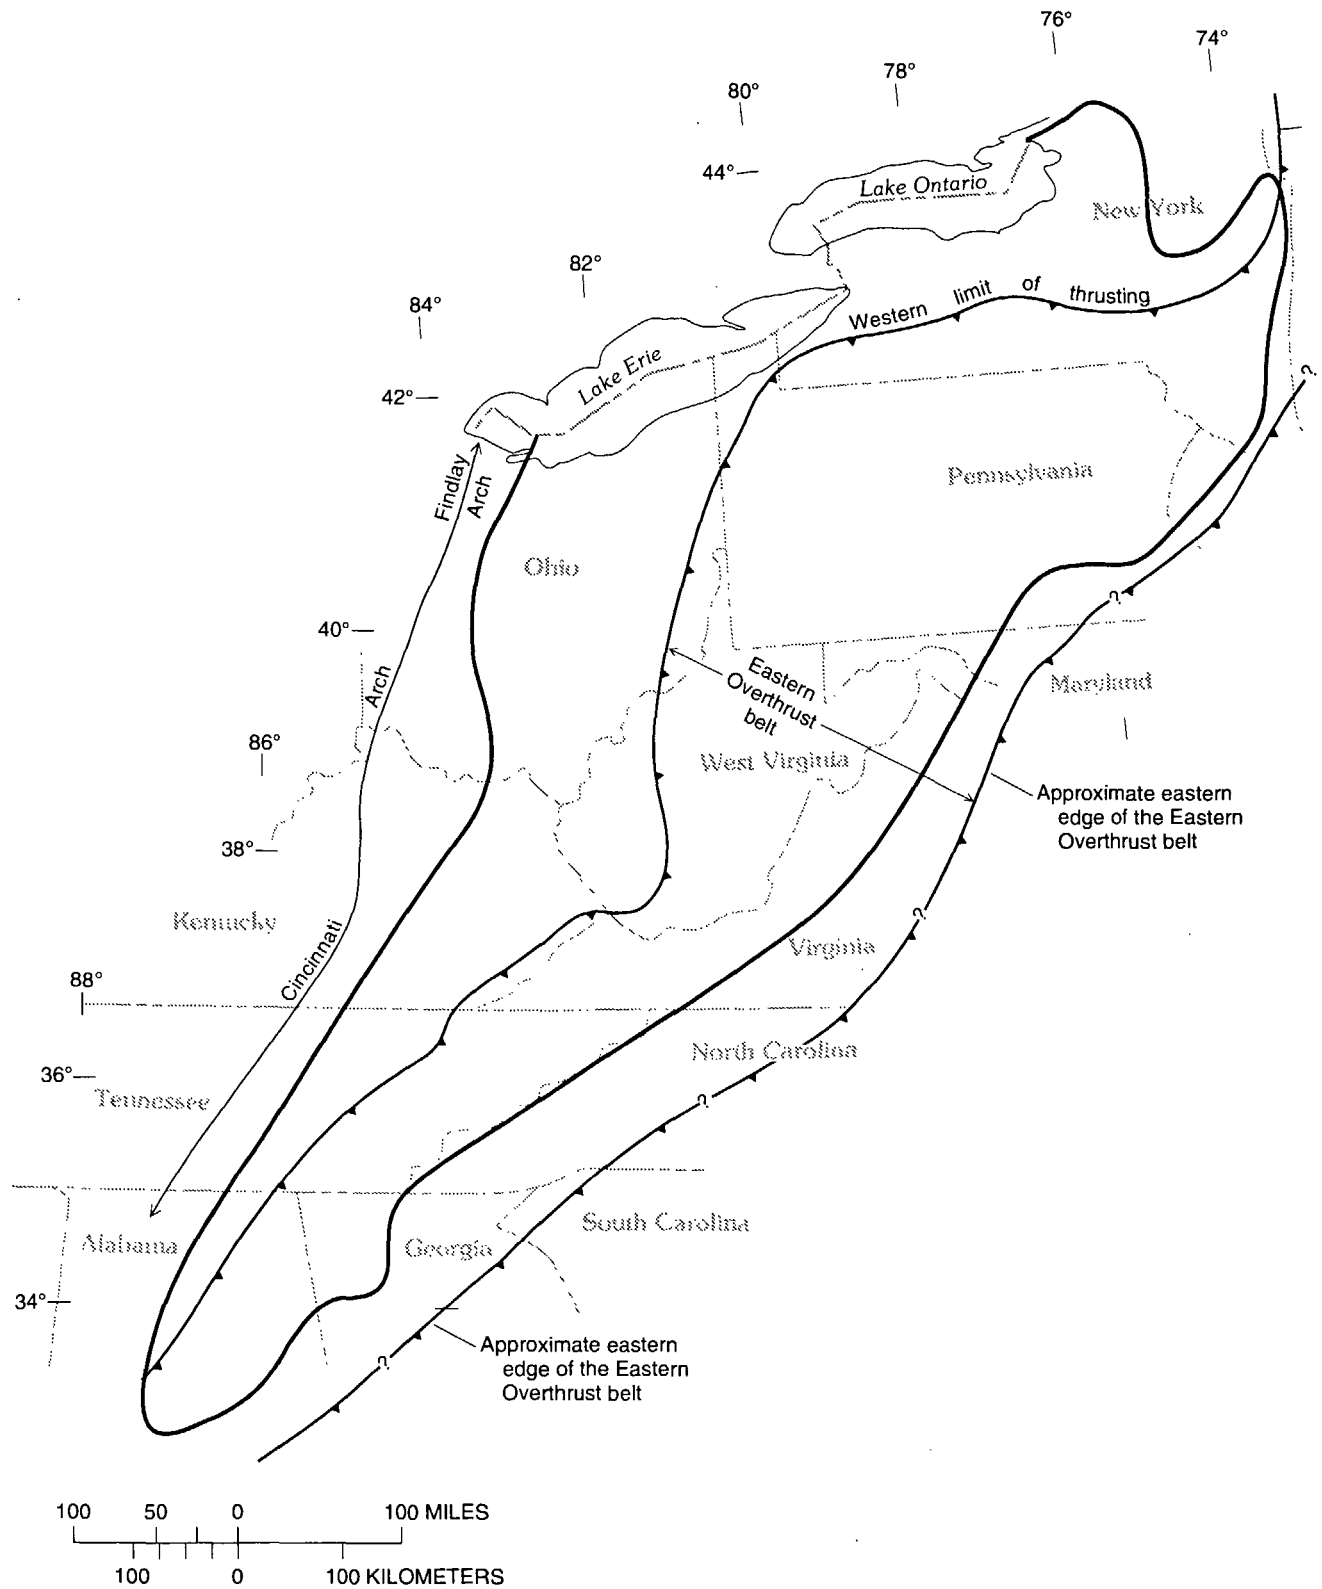 76°
74°
78°
80°
44°
Lake Ontario
New York
82°
84°
Western limit of thrusting
Lake Erie
42°
?
Findlay
Arch
Pennsylvania
Ohio
?
40°
Eastern
Overthrust
belt
Maryland
Arch
86°
West Virginia
Approximate eastern
edge of the Eastern
Overthrust belt
38°
Kentucky
?
Cincinnati
Virginia
88°
North Carolina
36°
Tennessee
?
South Carolina
Alabama
Georgia
34°
Approximate eastern
edge of the Eastern
Overthrust belt
?
100 50 0 100 MILES
100 0 100 KILOMETERS